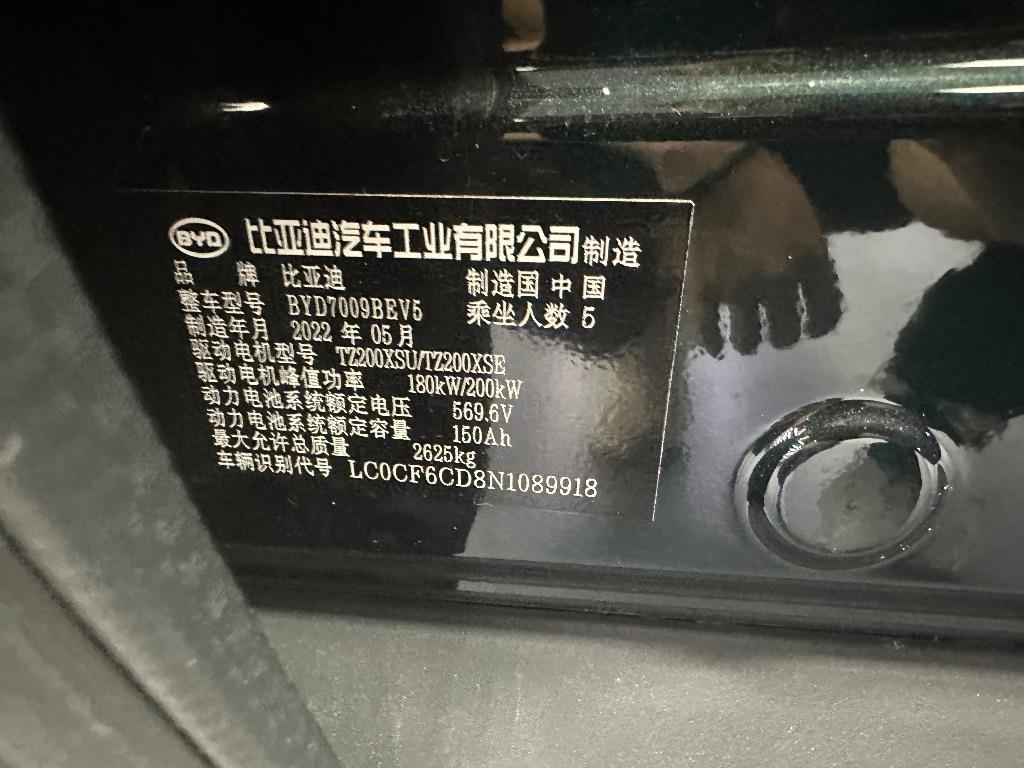 BYD 比亚迪汽车工业有限公司制造
品 牌 比亚迪 制造国 中国
整车型号 BYD7009BEV5 乘坐人数 5
制造年月 2022 年 05 月
驱动电机型号 TZ200XSU/TZ200XSE
驱动电机峰值功率 180kW/200kW
动力电池系统额定电压 569.6V
动力电池系统额定容量 150Ah
最大允许总质量 2625kg
车辆识别代号 LC0CF6CD8N1089918